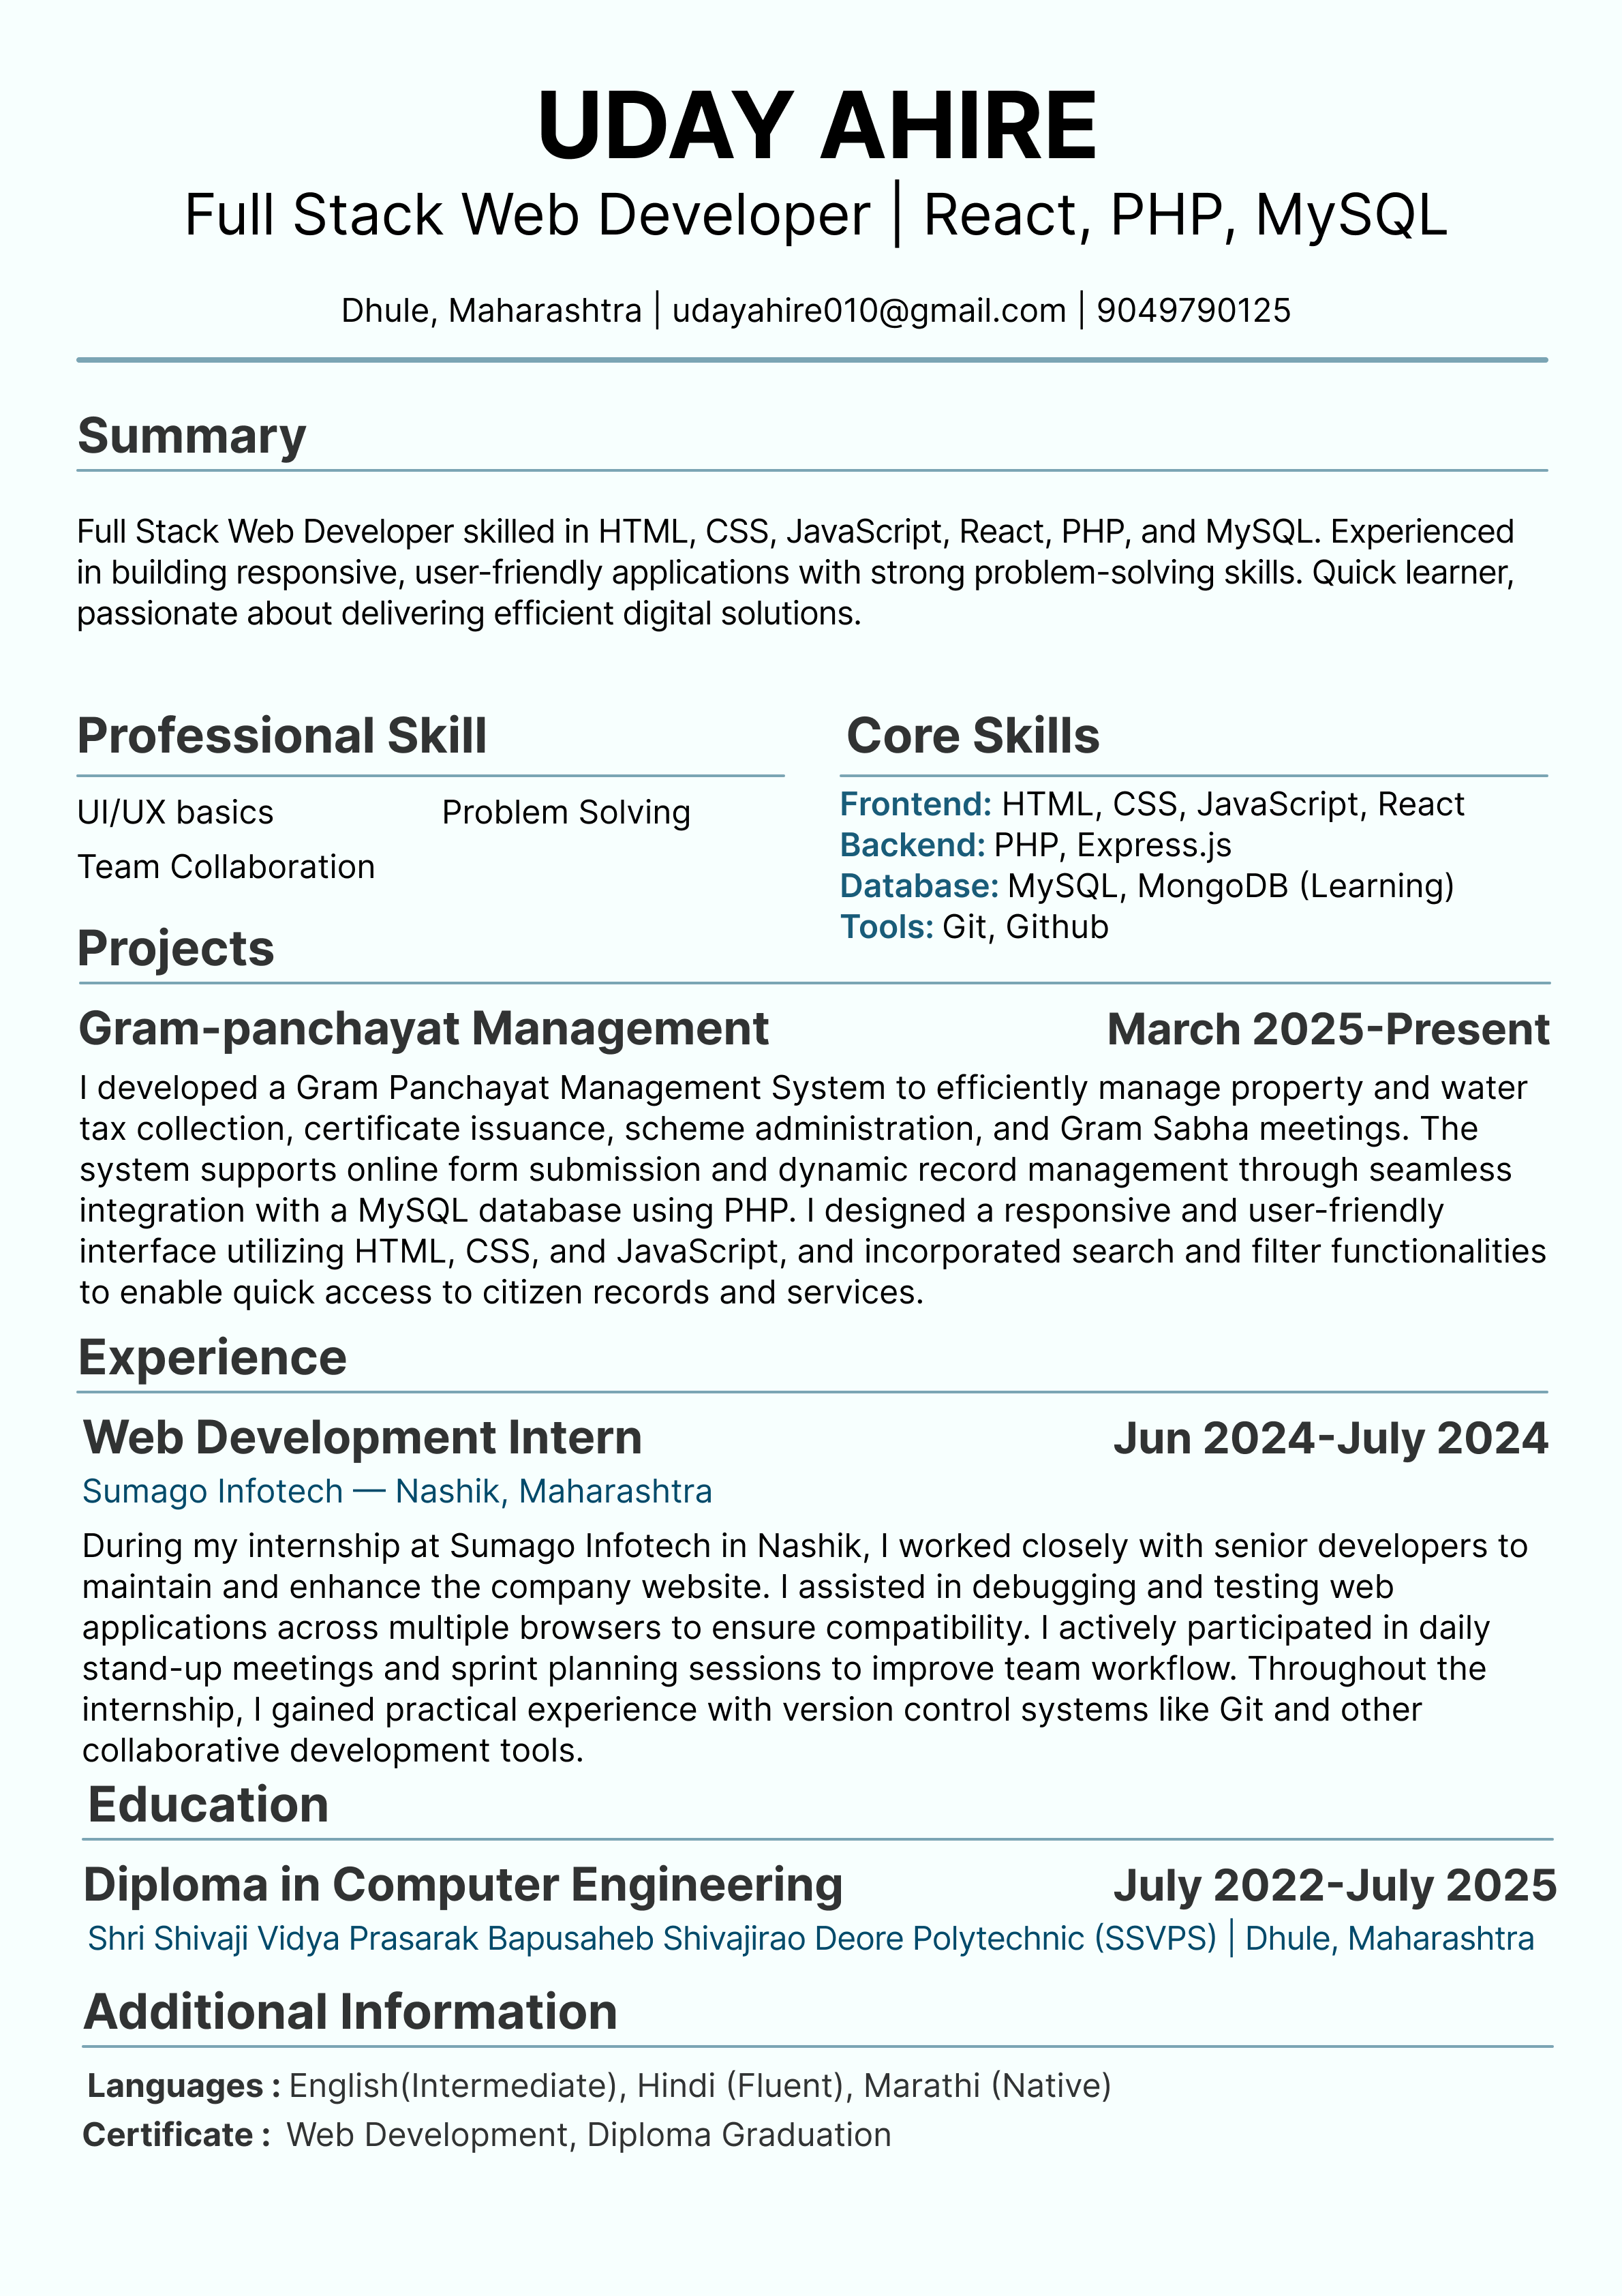 UDAY AHIRE
Full Stack Web Developer | React, PHP, MySQL
Dhule, Maharashtra | udayahire010@gmail.com | 9049790125
Summary
Full Stack Web Developer skilled in HTML, CSS, JavaScript, React, PHP, and MySQL. Experienced
in building responsive, user-friendly applications with strong problem-solving skills. Quick learner,
passionate about delivering efficient digital solutions.
Professional Skill
UI/UX basics Problem Solving
Team Collaboration
Core Skills
Frontend: HTML, CSS, JavaScript, React
Backend: PHP, Express.js
Database: MySQL, MongoDB (Learning)
Tools: Git, Github
Projects
Gram-panchayat Management March 2025-Present
I developed a Gram Panchayat Management System to efficiently manage property and water
tax collection, certificate issuance, scheme administration, and Gram Sabha meetings. The
system supports online form submission and dynamic record management through seamless
integration with a MySQL database using PHP. I designed a responsive and user-friendly
interface utilizing HTML, CSS, and JavaScript, and incorporated search and filter functionalities
to enable quick access to citizen records and services.
Experience
Web Development Intern Jun 2024-July 2024
Sumago Infotech — Nashik, Maharashtra
During my internship at Sumago Infotech in Nashik, I worked closely with senior developers to
maintain and enhance the company website. I assisted in debugging and testing web
applications across multiple browsers to ensure compatibility. I actively participated in daily
stand-up meetings and sprint planning sessions to improve team workflow. Throughout the
internship, I gained practical experience with version control systems like Git and other
collaborative development tools.
Education
Diploma in Computer Engineering July 2022-July 2025
Shri Shivaji Vidya Prasarak Bapusaheb Shivajirao Deore Polytechnic (SSVPS) | Dhule, Maharashtra
Additional Information
Languages : English(Intermediate), Hindi (Fluent), Marathi (Native)
Certificate : Web Development, Diploma Graduation